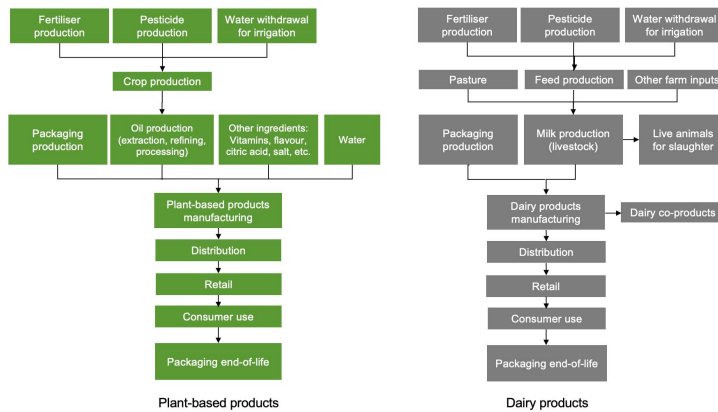 Fertiliser
production
Pesticide
production
Water withdrawal
for irrigation
Crop production
Packaging
production
Oil production
(extraction, refining,
processing)
Other ingredients:
Vitamins, flavour,
citric acid, salt, etc.
Water
Plant-based products
manufacturing
Distribution
Retail
Consumer use
Packaging end-of-life
Plant-based products
Fertiliser
production
Pesticide
production
Water withdrawal
for irrigation
Pasture
Feed production
Other farm inputs
Packaging
production
Milk production
(livestock)
Live animals
for slaughter
Dairy products
manufacturing
Dairy co-products
Distribution
Retail
Consumer use
Packaging end-of-life
Dairy products